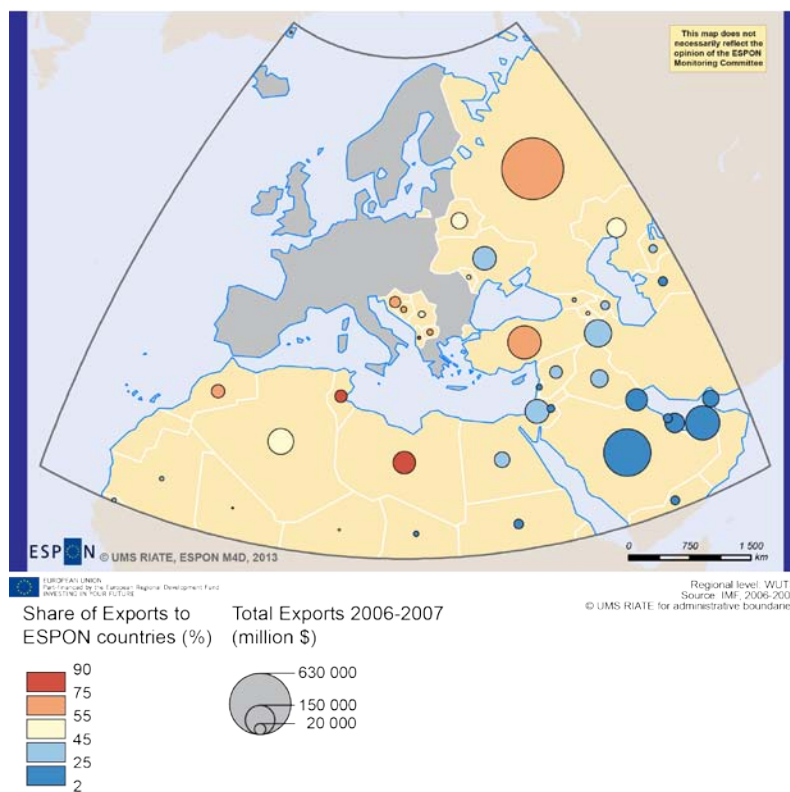 This map does not
necessarily reflect the
opinion of the ESPON
Monitoring Committee
ESPON © UMS RIATE, ESPON M4D, 2013
0 750 1 500
km
EUROPEAN UNION
Part-financed by the European Regional Development Fund
INVESTING IN YOUR FUTURE
Regional level: WUT
Source: IMF, 2006-200
© UMS RIATE for administrative boundarie
Share of Exports to
ESPON countries (%)
Total Exports 2006-2007
(million $)
90
75
55
45
25
2
630 000
150 000
20 000